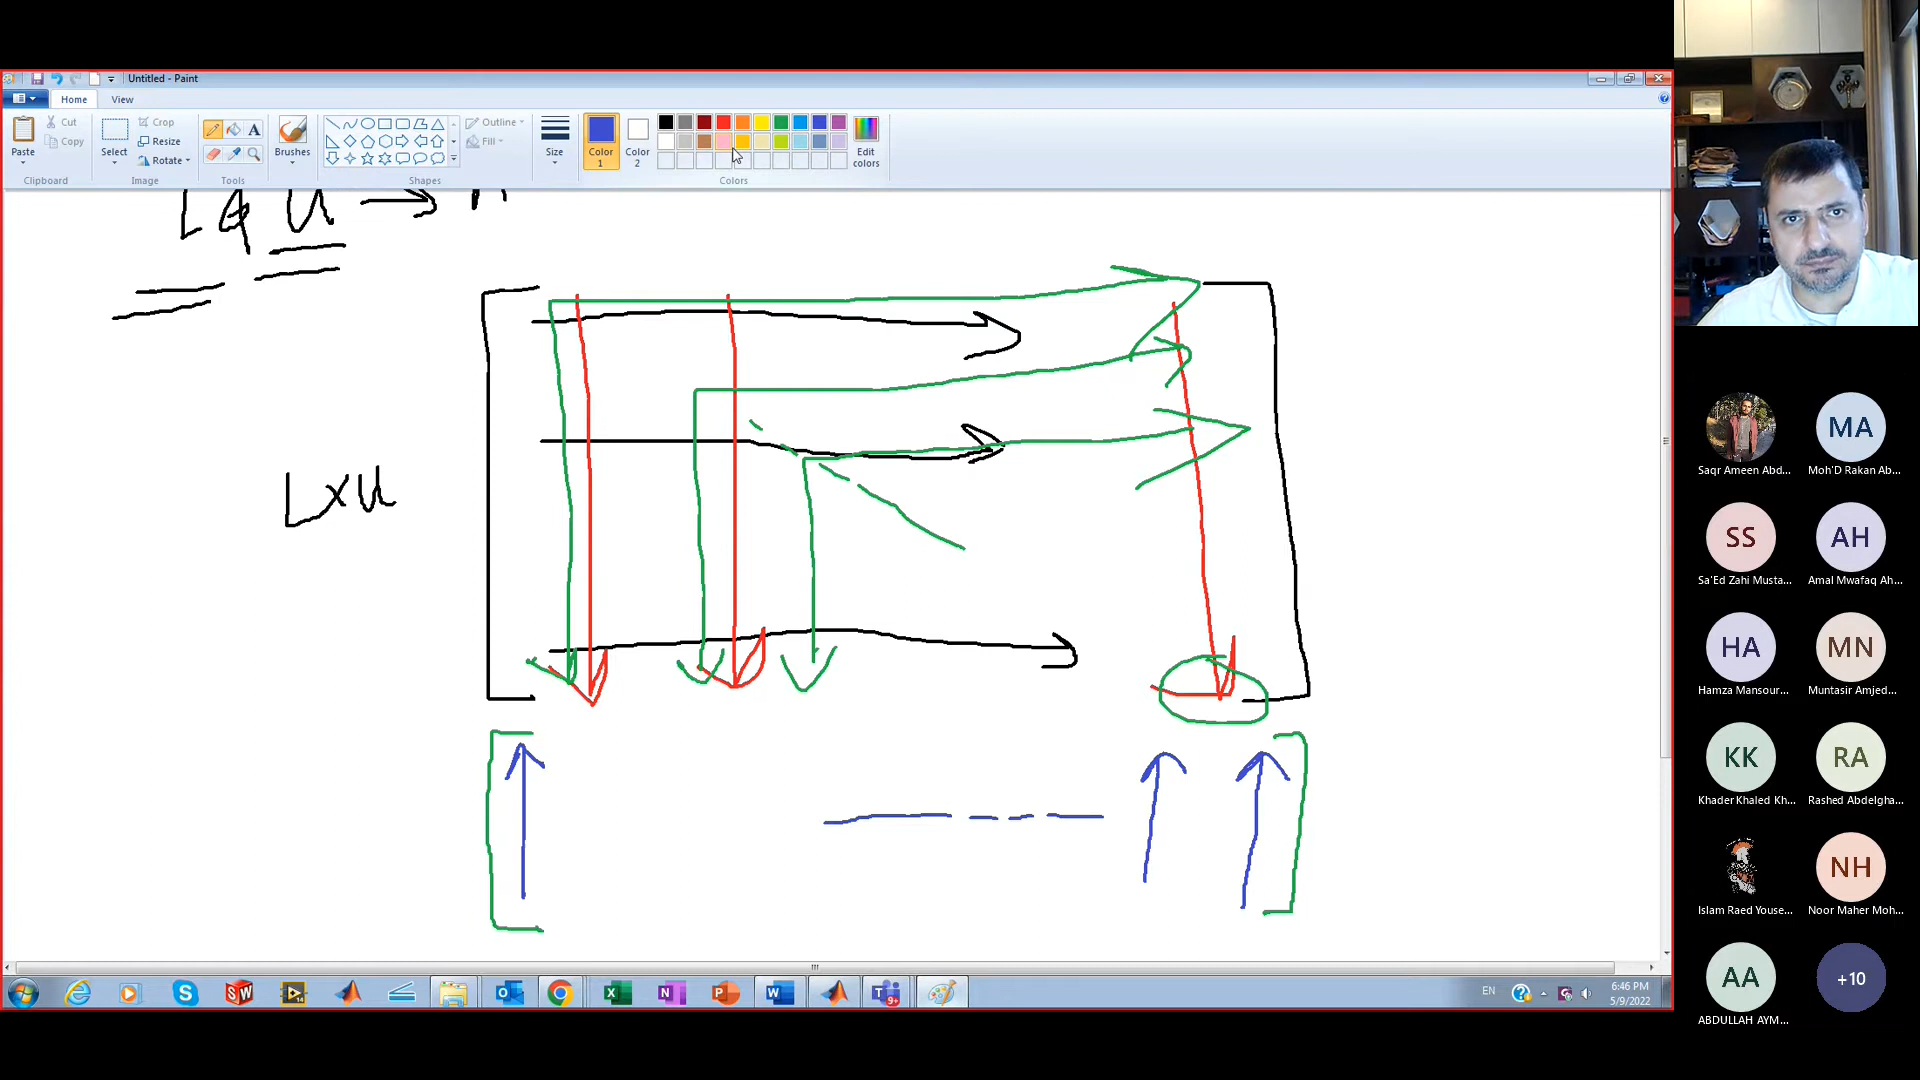 Untitled - Paint
Home
View
Paste
Cut
Copy
Clipboard
Select
Crop
Resize
Rotate
Image
Tools
A
Brushes
Shapes
Outline
Fill
Size
Color 1
Color 2
Edit colors
Colors
L & U →
L×U
Saqr Ameen Abd...
MA
Moh'D Rakan Ab...
SS
Sa'Ed Zahi Musta...
AH
Amal Mwafaq Ah...
HA
Hamza Mansour...
MN
Muntasir Amjed...
KK
Khader Khaled Kh...
RA
Rashed Abdelgha...
Islam Raed Youse...
NH
Noor Maher Moh...
AA
ABDULLAH AYM...
+10
EN
6:46 PM
5/9/2022